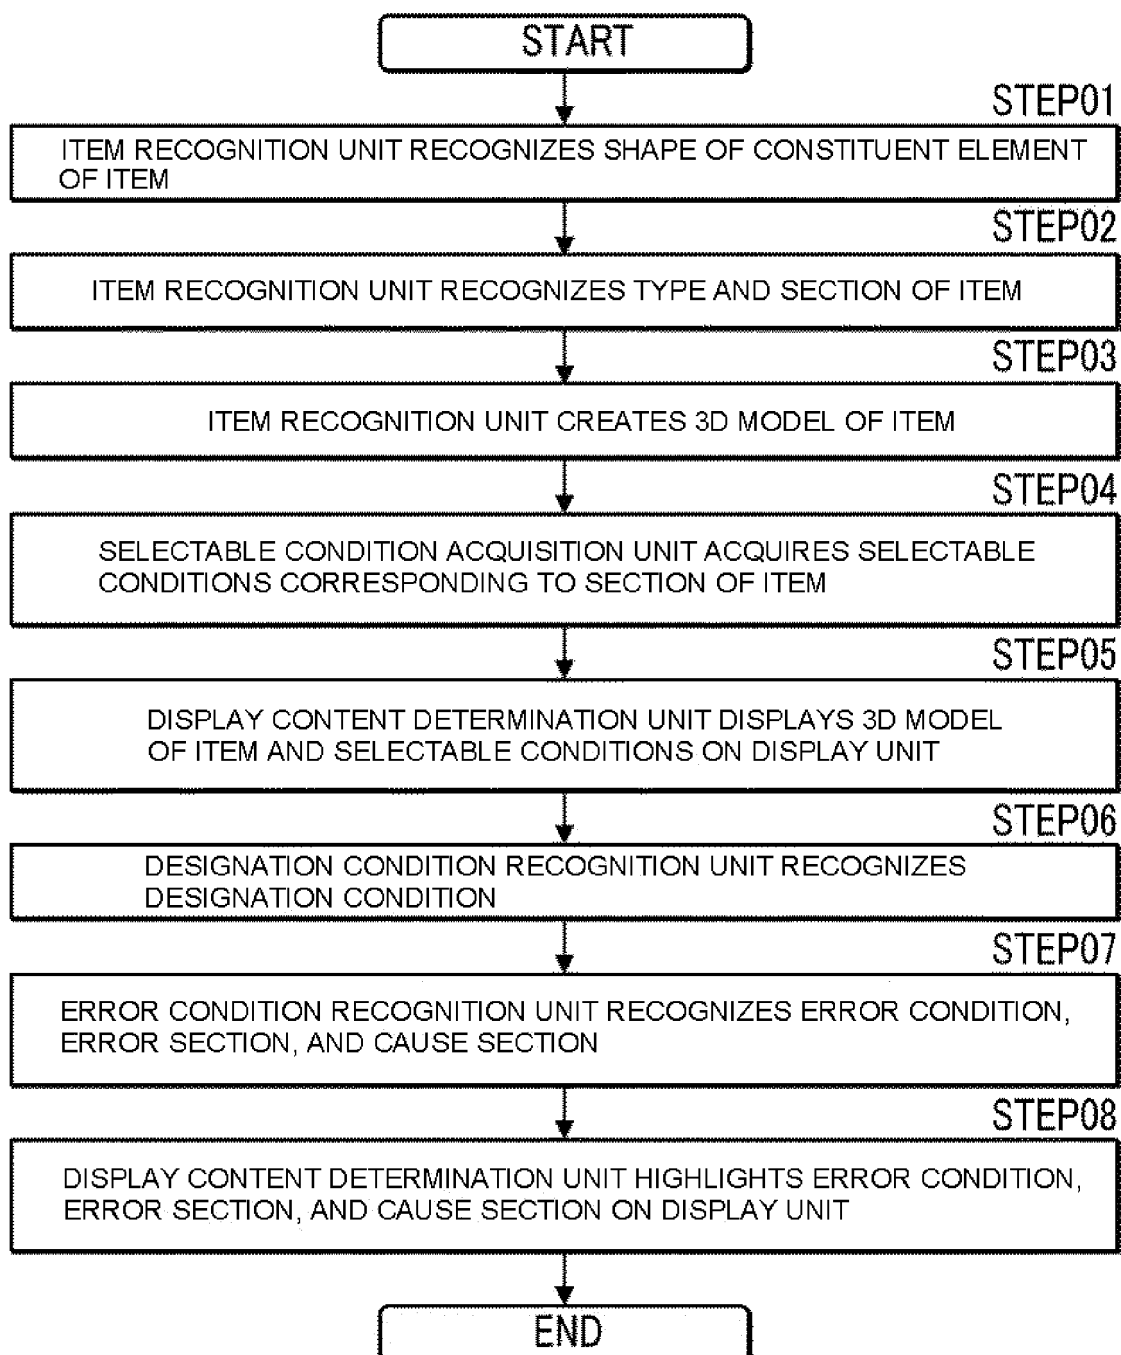 START
STEP01
ITEM RECOGNITION UNIT RECOGNIZES SHAPE OF CONSTITUENT ELEMENT
OF ITEM
STEP02
ITEM RECOGNITION UNIT RECOGNIZES TYPE AND SECTION OF ITEM
STEP03
ITEM RECOGNITION UNIT CREATES 3D MODEL OF ITEM
STEP04
SELECTABLE CONDITION ACQUISITION UNIT ACQUIRES SELECTABLE
CONDITIONS CORRESPONDING TO SECTION OF ITEM
STEP05
DISPLAY CONTENT DETERMINATION UNIT DISPLAYS 3D MODEL
OF ITEM AND SELECTABLE CONDITIONS ON DISPLAY UNIT
STEP06
DESIGNATION CONDITION RECOGNITION UNIT RECOGNIZES
DESIGNATION CONDITION
STEP07
ERROR CONDITION RECOGNITION UNIT RECOGNIZES ERROR CONDITION,
ERROR SECTION, AND CAUSE SECTION
STEP08
DISPLAY CONTENT DETERMINATION UNIT HIGHLIGHTS ERROR CONDITION,
ERROR SECTION, AND CAUSE SECTION ON DISPLAY UNIT
END